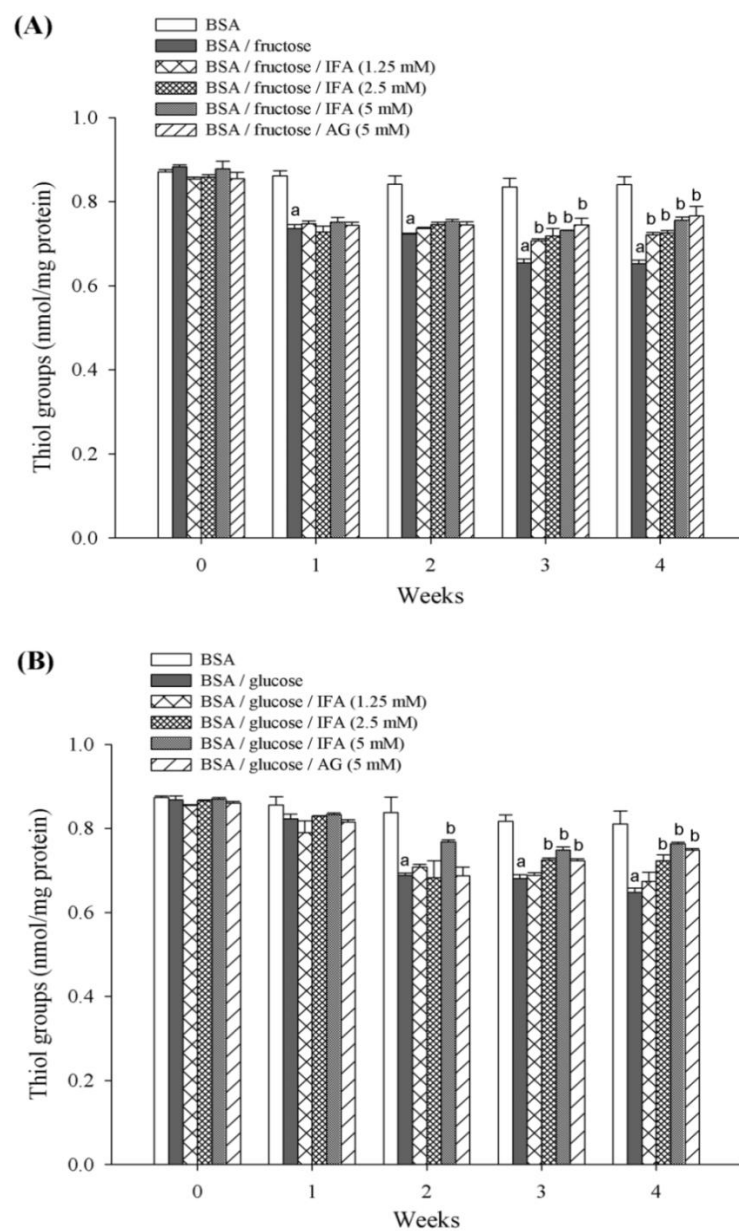 (A)
BSA
BSA / fructose
BSA / fructose / IFA (1.25 mM)
BSA / fructose / IFA (2.5 mM)
BSA / fructose / IFA (5 mM)
BSA / fructose / AG (5 mM)
1.0
0.8
0.6
0.4
0.2
0.0
Thiol groups (nmol/mg protein)
a
a
a b b b b
a b b b b
0 1 2 3 4
Weeks
(B)
BSA
BSA / glucose
BSA / glucose / IFA (1.25 mM)
BSA / glucose / IFA (2.5 mM)
BSA / glucose / IFA (5 mM)
BSA / glucose / AG (5 mM)
1.0
0.8
0.6
0.4
0.2
0.0
Thiol groups (nmol/mg protein)
a b
a b b b
a b b b
0 1 2 3 4
Weeks